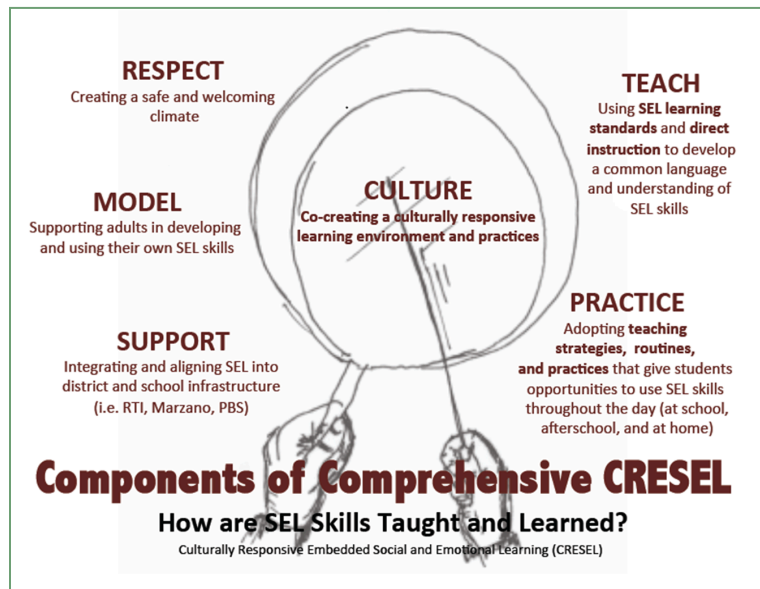 RESPECT
Creating a safe and welcoming
climate
TEACH
Using SEL learning
standards and direct
instruction to develop
a common language
and understanding of
SEL skills
MODEL
Supporting adults in developing
and using their own SEL skills
CULTURE
Co-creating a culturally responsive
learning environment and practices
SUPPORT
Integrating and aligning SEL into
district and school infrastructure
(i.e. RTI, Marzano, PBS)
PRACTICE
Adopting teaching
strategies, routines,
and practices that give students
opportunities to use SEL skills
throughout the day (at school,
afterschool, and at home)
Components of Comprehensive CRESEL
How are SEL Skills Taught and Learned?
Culturally Responsive Embedded Social and Emotional Learning (CRESEL)